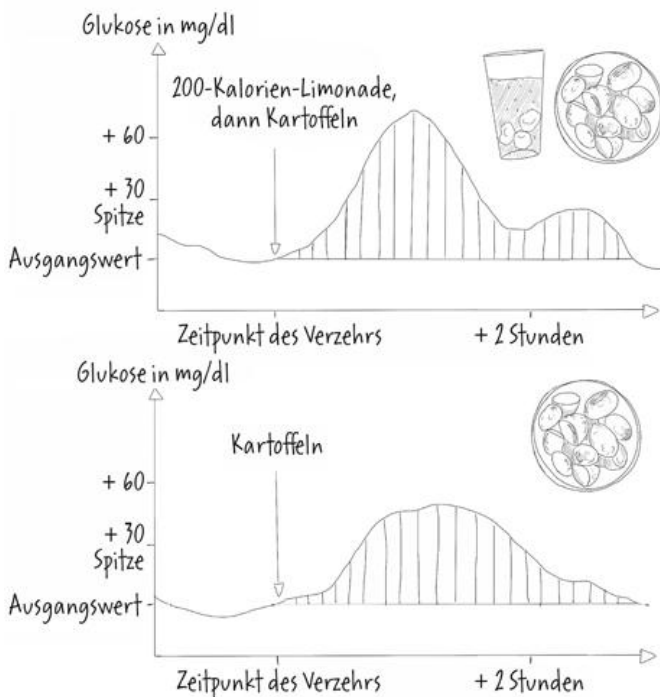 Glukose in mg/dl
200-Kalorien-Limonade,
dann Kartoffeln
+ 60
+ 30
Spitze
Ausgangswert
Zeitpunkt des Verzehrs
+ 2 Stunden
Glukose in mg/dl
Kartoffeln
+ 60
+ 30
Spitze
Ausgangswert
Zeitpunkt des Verzehrs
+ 2 Stunden